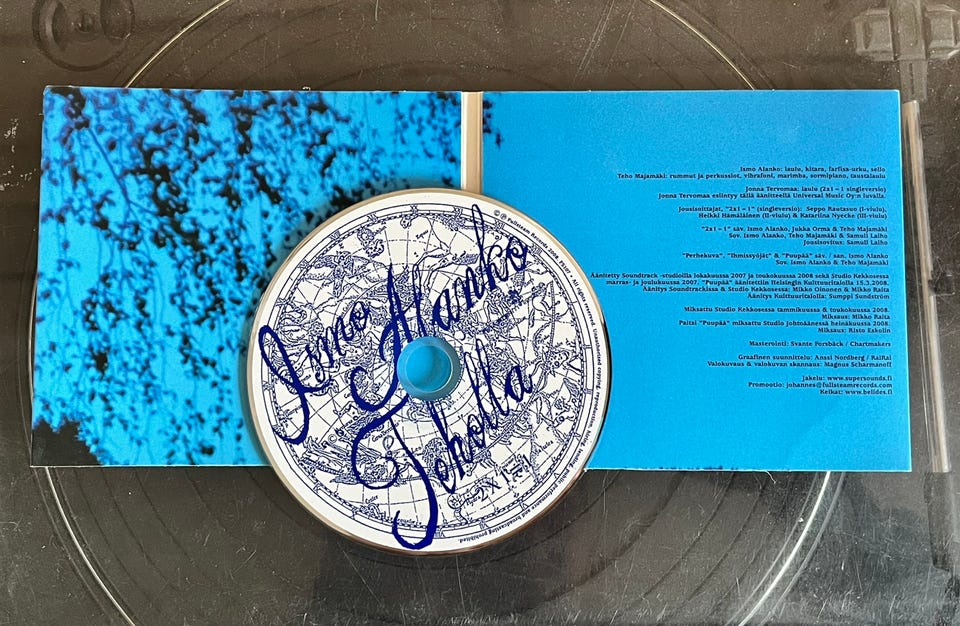 Ismo Alanko
Teholla
Ismo Alanko: laulu, kitara, farfisa-urku, sello
Teho Majamäki: rummut ja perkussiot, vibrafoni, marimba, sormipiano, taustalaulu
Jonna Tervomaa: laulu (2x1=1 singleversio)
Jonna Tervomaa esiintyy tällä äänitteellä Universal Music Oy:n luvalla.
Jousisoittajat, "2x1=1" (singleversio): Seppo Rautasuo (I-viulu),
Heikki Hämäläinen (II-viulu) & Katariina Nyecke (III-viulu)
"2x1=1" säv. Ismo Alanko, Jukka Orma & Teho Majamäki
Sov. Ismo Alanko, Teho Majamäki & Samuli Laiho
Jousisovitus: Samuli Laiho
"Perhekuva", "Ihmissyöjät" & "Puupää" säv. / san. Ismo Alanko
Sov. Ismo Alanko & Teho Majamäki
Äänitetty Soundtrack -studioilla lokakuussa 2007 ja toukokuussa 2008 sekä Studio Kekkosessa
marras- ja joulukuussa 2007. "Puupää" äänitettiin Helsingin Kulttuuritalolla 15.3.2008.
Äänitys Soundtrackissa & Studio Kekkosessa: Mikko Oinonen & Mikko Raita
Äänitys Kulttuuritalolla: Sumppi Sundström
Miksattu Studio Kekkosessa tammikuussa & toukokuussa 2008.
Miksaus: Mikko Raita
Paitsi "Puupää" miksattu Studio Johtoäänessä heinäkuussa 2008.
Miksaus: Risto Eskolin
Masterointi: Svante Forsbäck / Chartmakers
Graafinen suunnittelu: Anssi Nordberg / RaiRai
Valokuvaus & valokuvan skannaus: Magnus Scharmanoff
Jakelu: www.supersounds.fi
Promootio: johannes@fullsteamrecords.com
Keikat: www.belides.fi